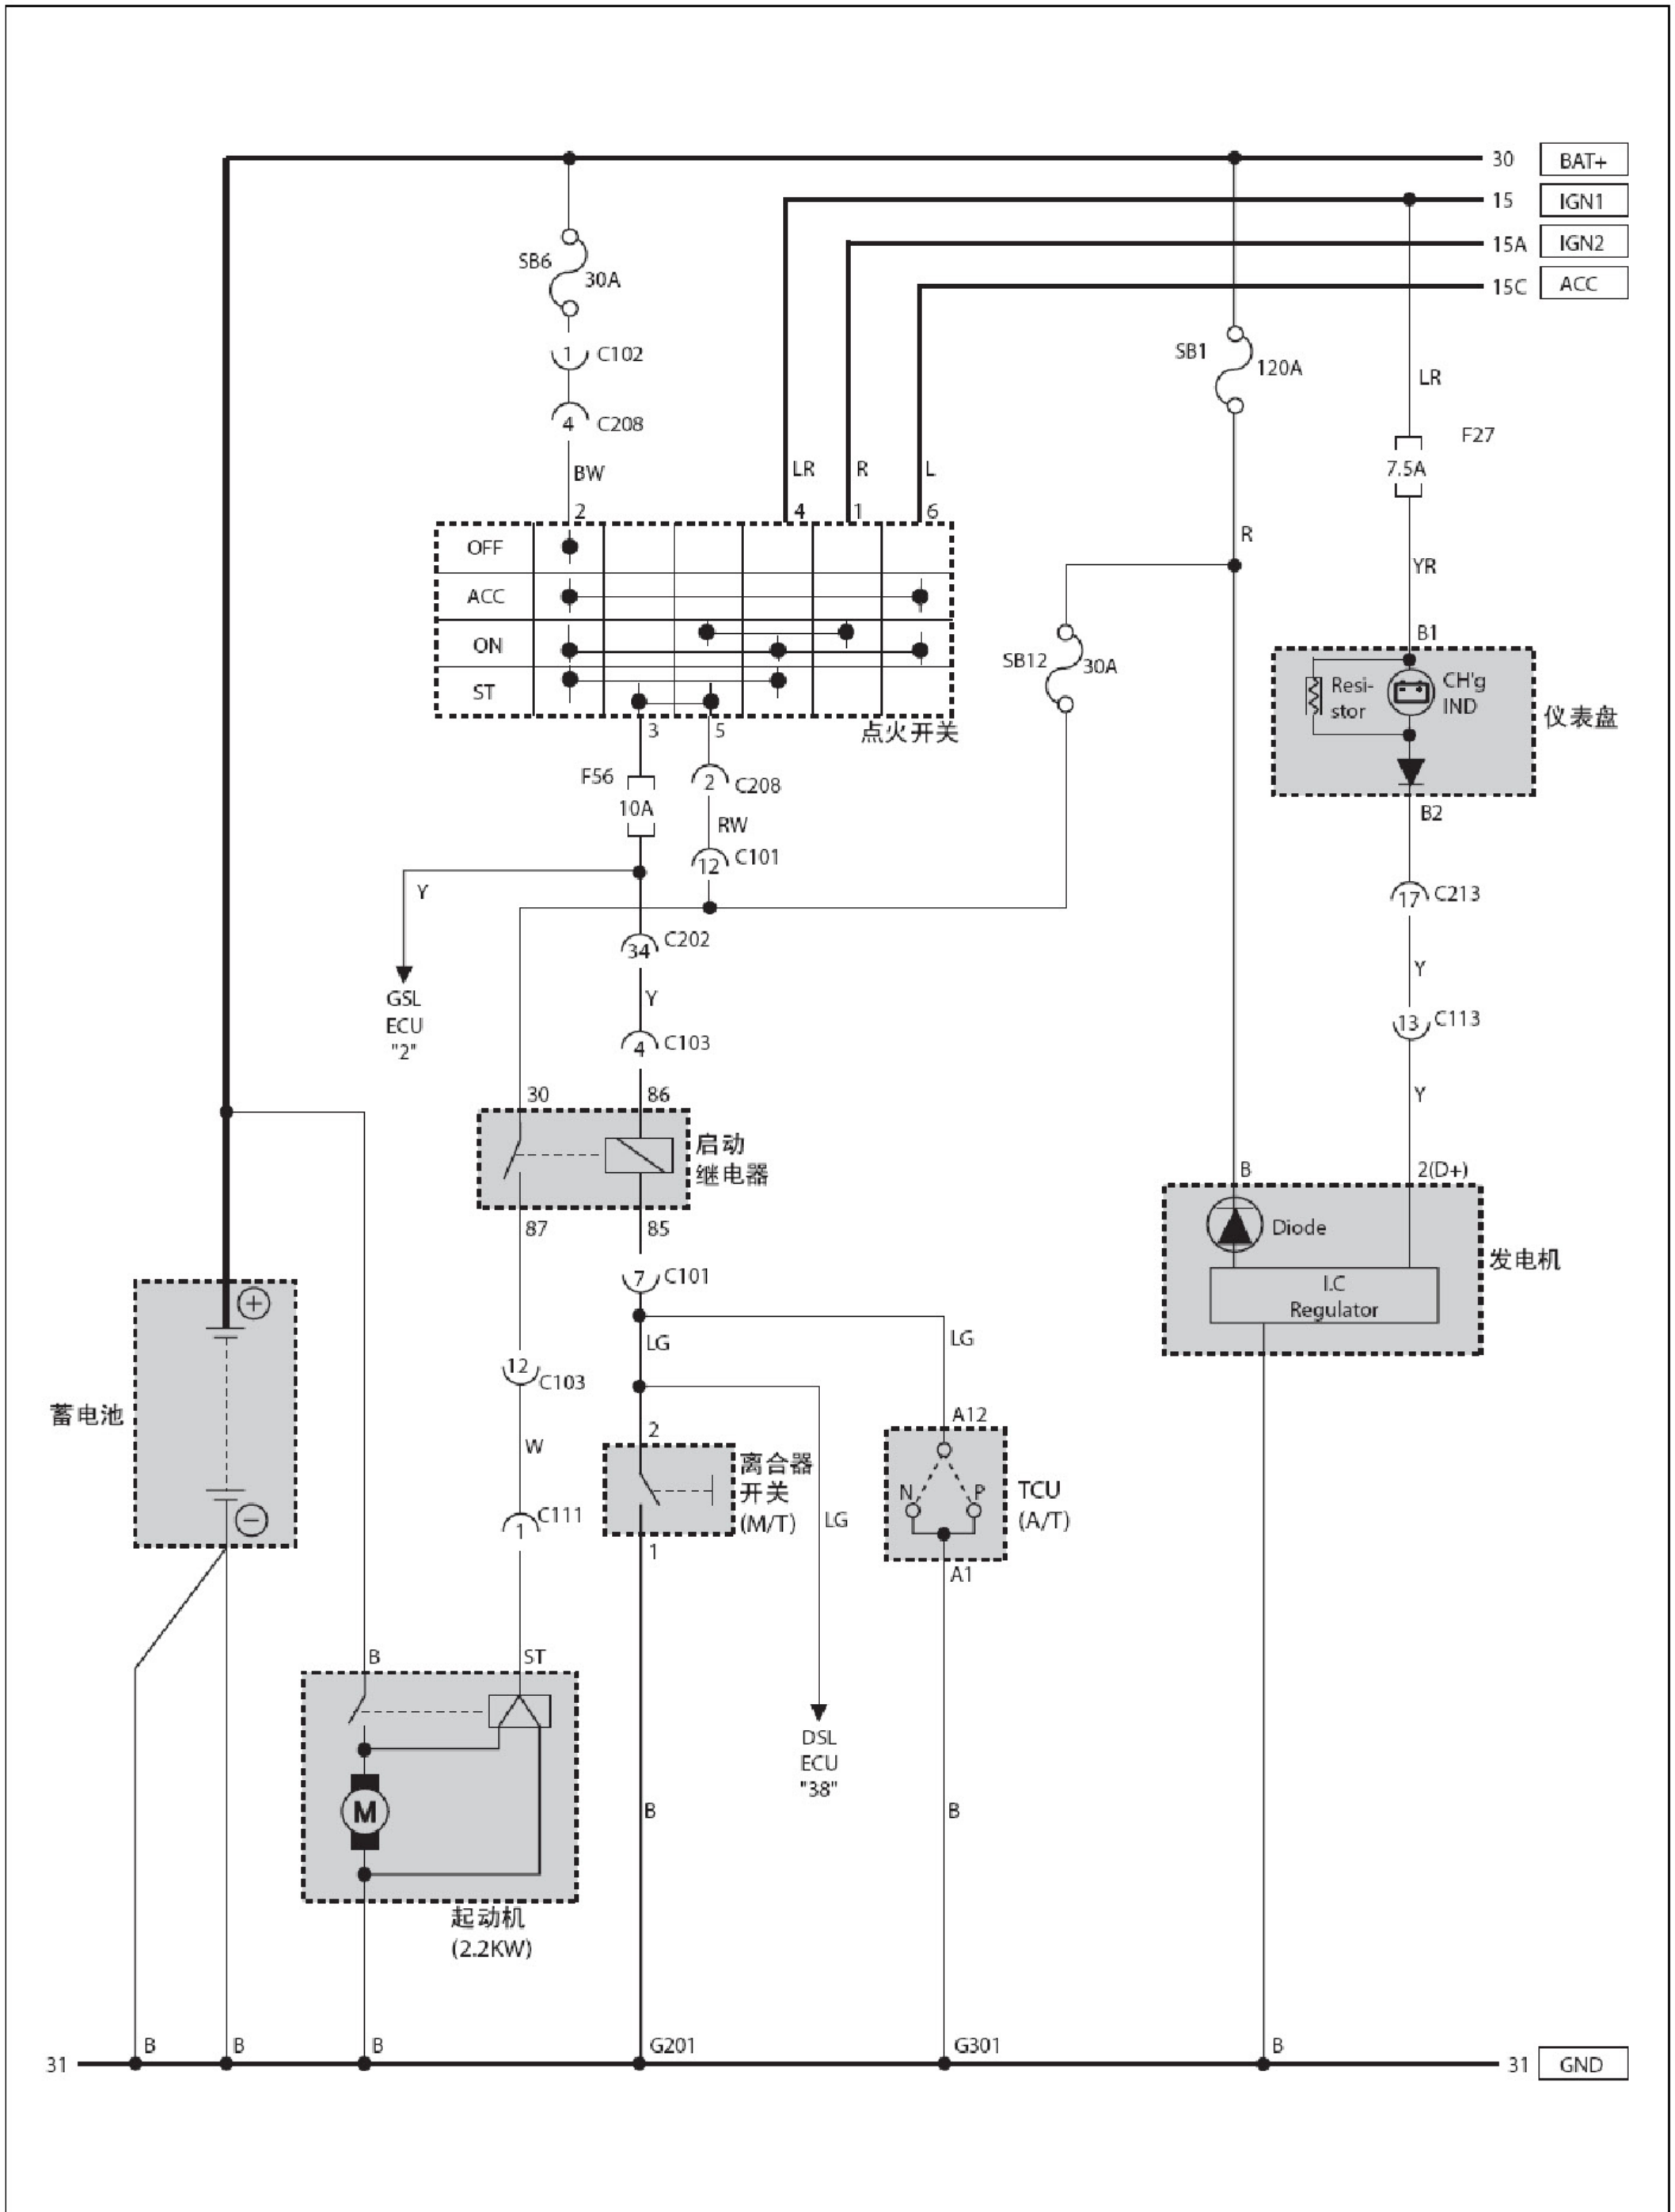 30 BAT+
15 IGN1
15A IGN2
15C ACC
SB6
30A
1 C102
4 C208
BW
LR R L
2 4 1 6
SB1
120A
LR
F27
7.5A
R
YR
OFF
ACC
ON
ST
点火开关
3 5
SB12
30A
B1
Resi-
stor
CH'g
IND
仪表盘
B2
F56
10A
2 C208
RW
12 C101
Y
34 C202
Y
GSL
ECU
"2"
4 C103
17 C213
Y
13 C113
Y
30 86
启动
继电器
87 85
B 2(D+)
Diode
I.C
Regulator
发电机
7 C101
LG
LG
+
蓄电池
−
12 C103
W
1 C111
2
离合器
开关
(M/T)
1
LG
A12
N P
TCU
(A/T)
A1
B ST
M
起动机
(2.2KW)
DSL
ECU
"38"
B
B
31 B B B G201 G301 B 31 GND